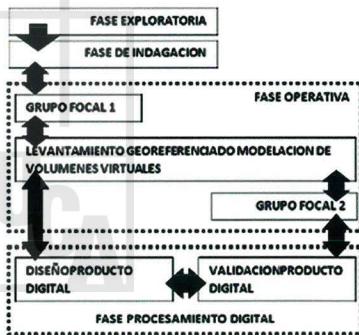 FASE EXPLORATORIA
FASE DE INDAGACION
FASE OPERATIVA
GRUPO FOCAL 1
LEVANTAMIENTO GEOREFERENCIADO MODELACION DE
VOLUMENES VIRTUALES
GRUPO FOCAL 2
DISEÑOPRODUCTO
DIGITAL
VALIDACIONPRODUCTO
DIGITAL
FASE PROCESAMIENTO DIGITAL